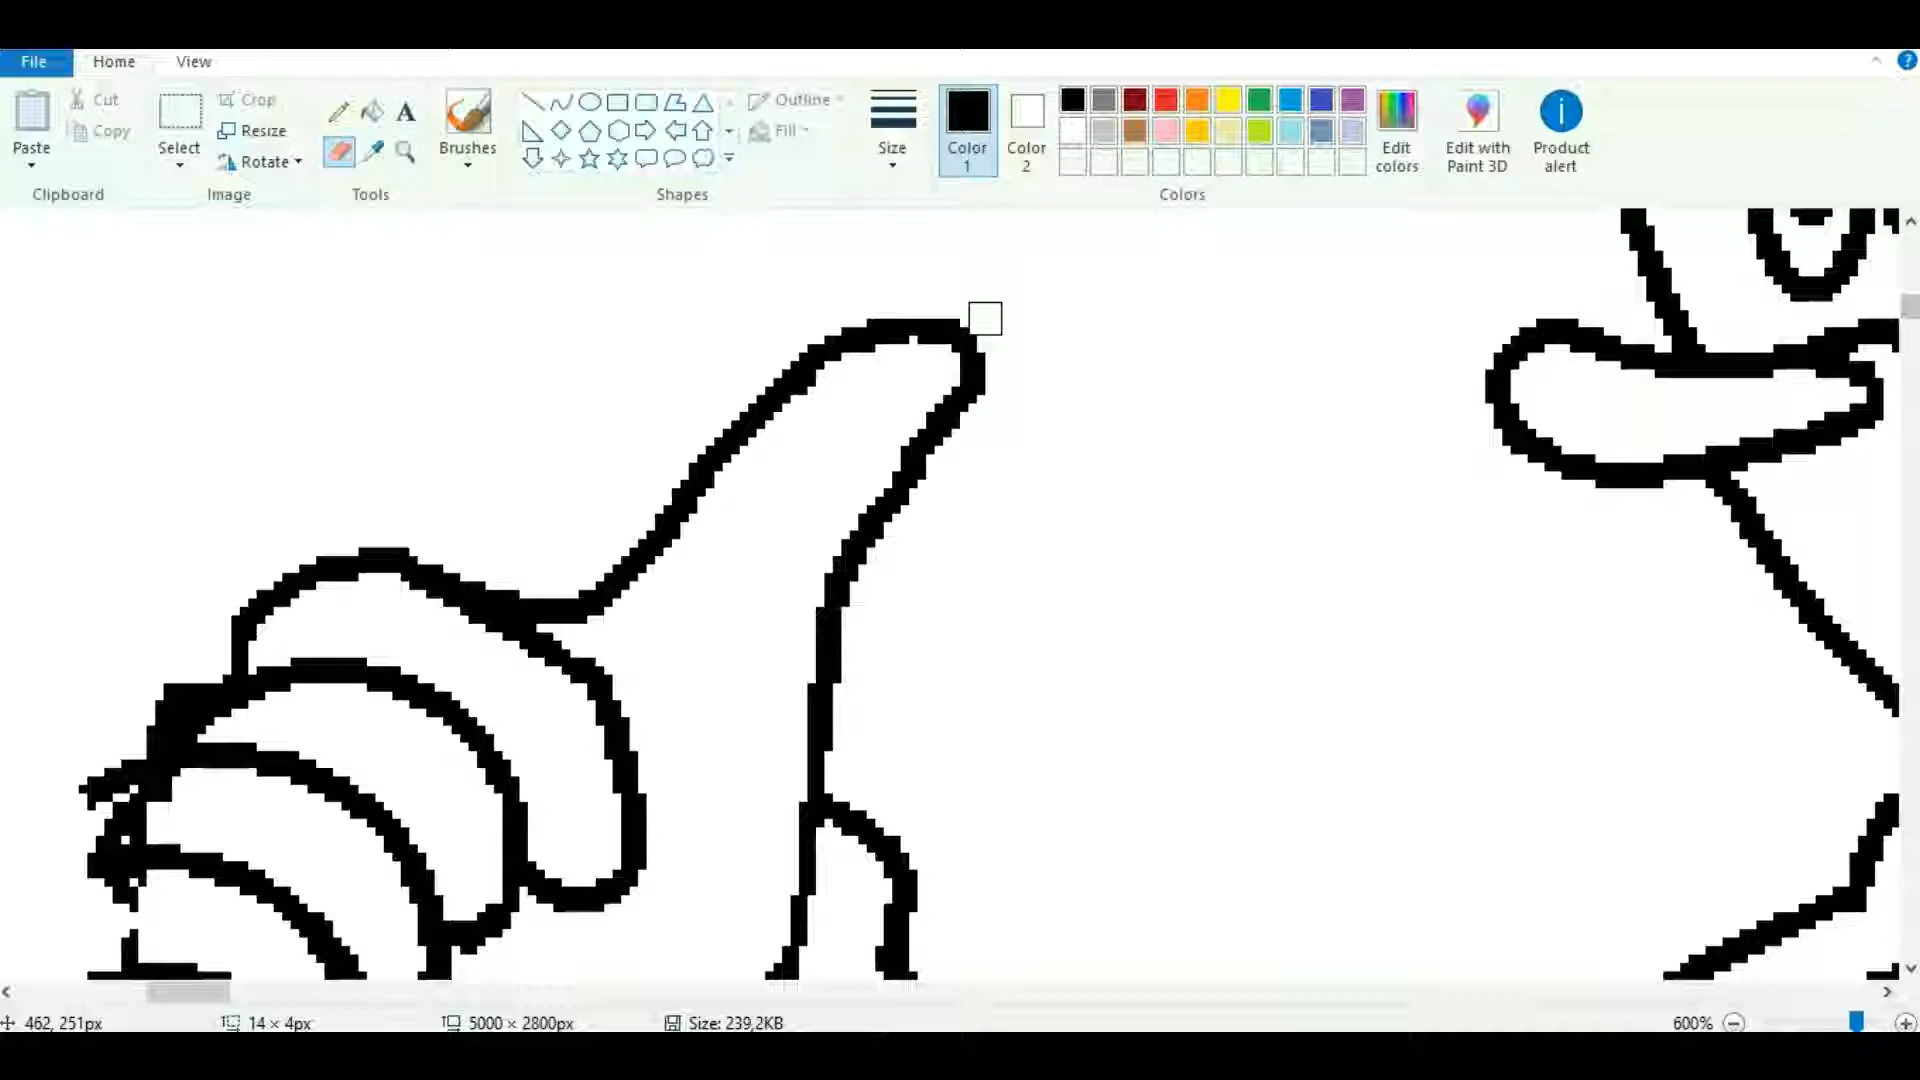 File Home View
Paste
Cut
Copy
Clipboard
Select
Crop
Resize
Rotate
Image
A
Tools
Brushes
Outline
Fill
Shapes
Size
Color
1
Color
2
Edit
colors
Colors
Edit with
Paint 3D
Product
alert
462, 251px
14 × 4px
5000 × 2800px
Size: 239,2KB
600%